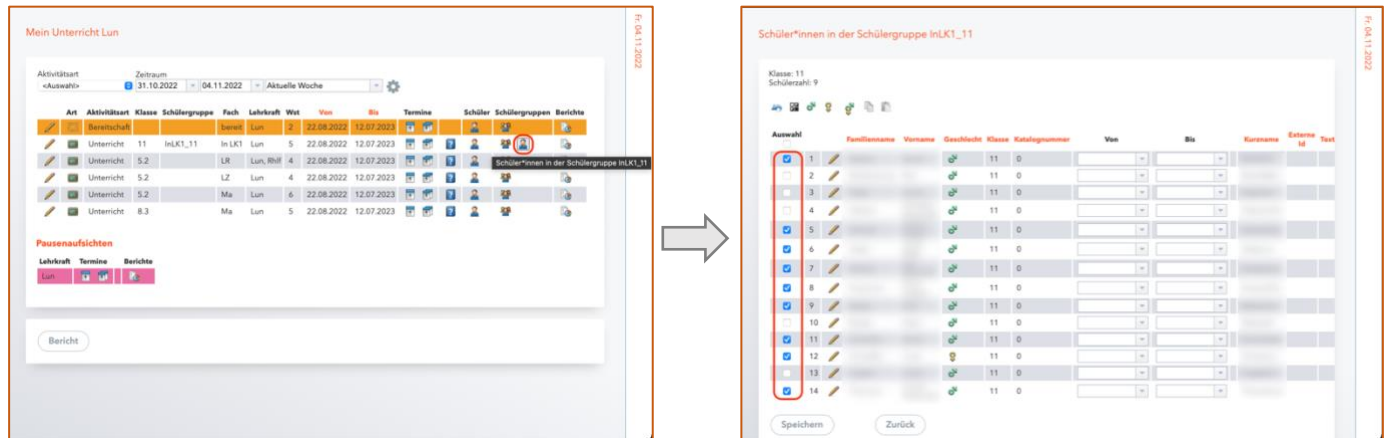 Mein Unterricht Lun
Fr. 04.11.2022
Aktivitätsart Zeitraum
<Auswahl> 31.10.2022 - 04.11.2022 Aktuelle Woche
Art Aktivitätsart Klasse Schülergruppe Fach Lehrkraft Wst Von Bis Termine Schüler Schülergruppen Berichte
Bereitschaft bereit Lun 2 22.08.2022 12.07.2023
Unterricht 11 InLK1_11 In LK1 Lun 5 22.08.2022 12.07.2023
Schüler*innen in der Schülergruppe InLK1_11
Unterricht 5.2 LR Lun, Rhlf 4 22.08.2022 12.07.2023
Unterricht 5.2 LZ Lun 4 22.08.2022 12.07.2023
Unterricht 5.2 Ma Lun 6 22.08.2022 12.07.2023
Unterricht 8.3 Ma Lun 5 22.08.2022 12.07.2023
Pausenaufsichten
Lehrkraft Termine Berichte
Lun
Bericht
Schüler*innen in der Schülergruppe InLK1_11
Fr. 04.11.2022
Klasse: 11
Schülerzahl: 9
Auswahl Familienname Vorname Geschlecht Klasse Katalognummer Von Bis Kurzname Externe Id Text
1 11 0
2 11 0
3 11 0
4 11 0
5 11 0
6 11 0
7 11 0
8 11 0
9 11 0
10 11 0
11 11 0
12 11 0
13 11 0
14 11 0
Speichern Zurück